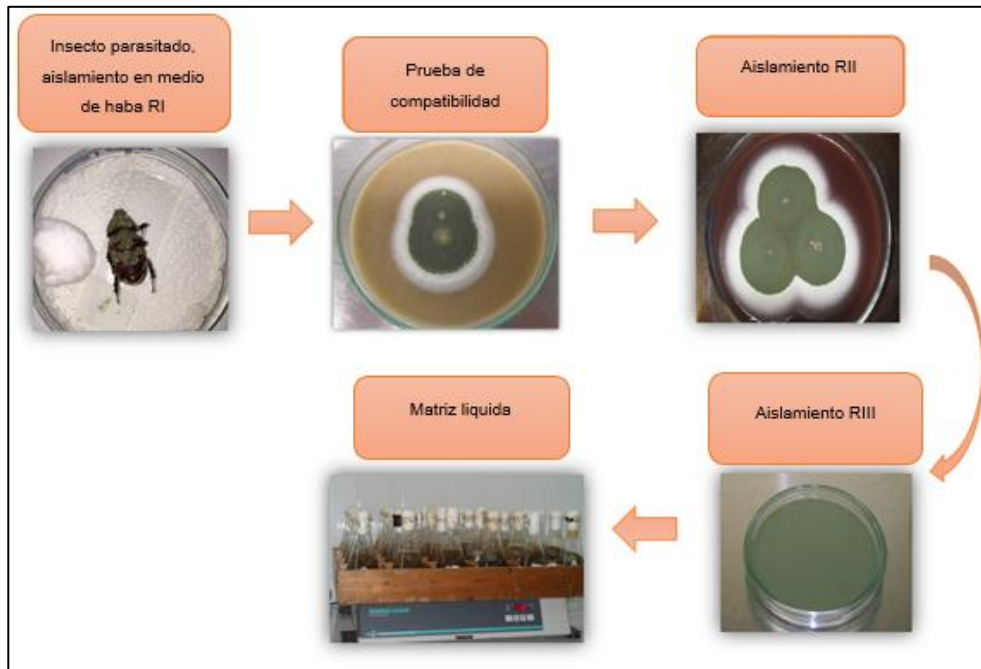 Insecto parasitado,
aislamiento en medio
de haba RI
Prueba de
compatibilidad
Aislamiento RII
Aislamiento RIII
Matriz liquida